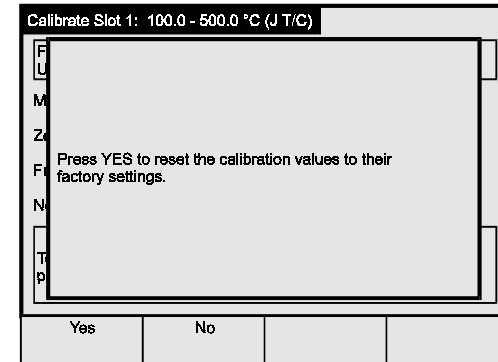 Calibrate Slot 1: 100.0 - 500.0 °C (J T/C)
Press YES to reset the calibration values to their
factory settings.
Yes No